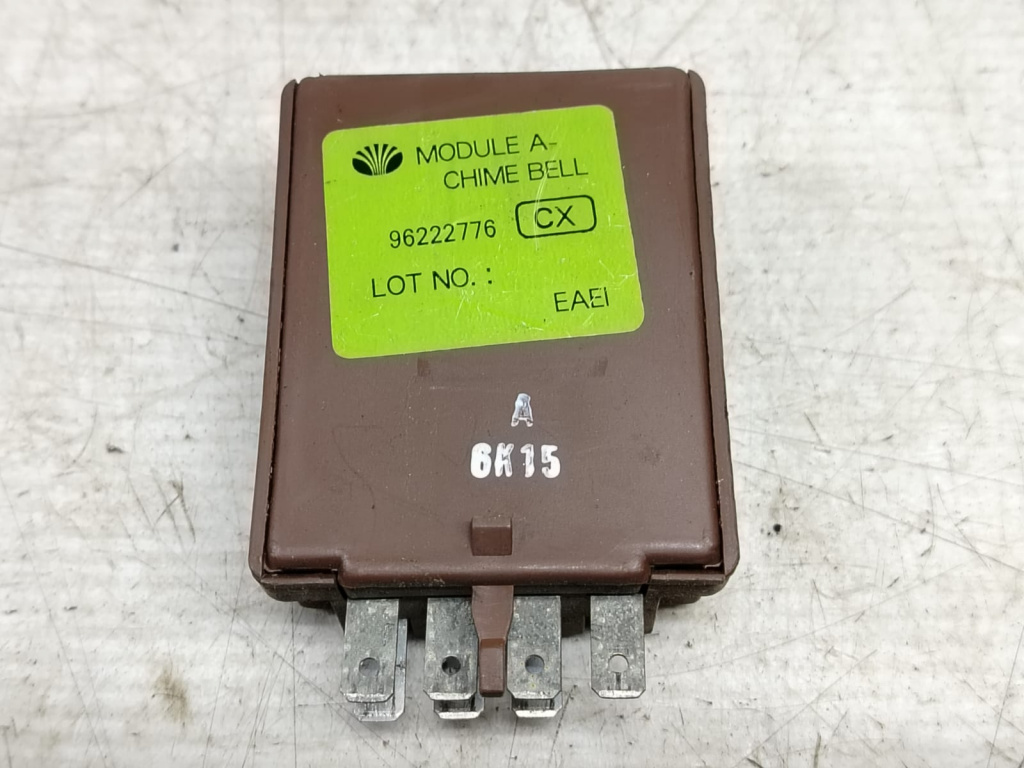 MODULE A-
CHIME BELL
96222776 CX
LOT NO. :
EAEI
A
6K15